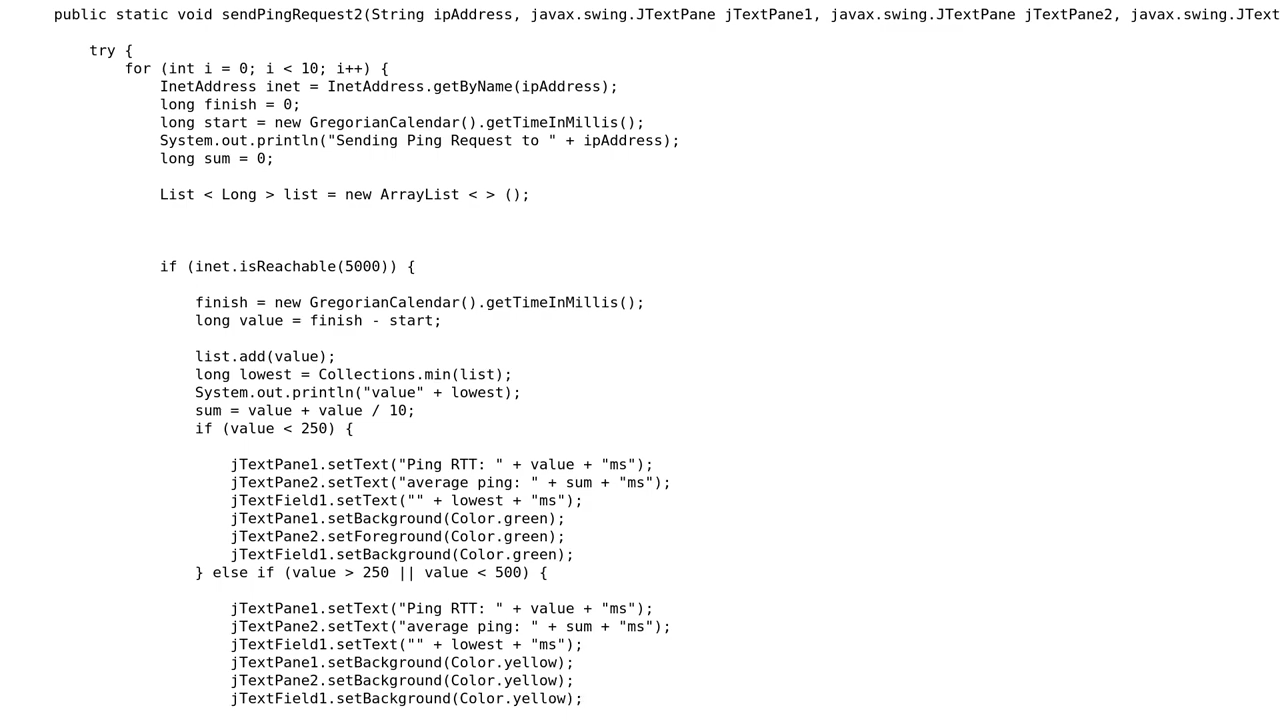 public static void sendPingRequest2(String ipAddress, javax.swing.JTextPane jTextPane1, javax.swing.JTextPane jTextPane2, javax.swing.JText
try {
for (int i = 0; i < 10; i++) {
InetAddress inet = InetAddress.getByName(ipAddress);
long finish = 0;
long start = new GregorianCalendar().getTimeInMillis();
System.out.println("Sending Ping Request to " + ipAddress);
long sum = 0;
List < Long > list = new ArrayList < > ();
if (inet.isReachable(5000)) {
finish = new GregorianCalendar().getTimeInMillis();
long value = finish - start;
list.add(value);
long lowest = Collections.min(list);
System.out.println("value" + lowest);
sum = value + value / 10;
if (value < 250) {
jTextPane1.setText("Ping RTT: " + value + "ms");
jTextPane2.setText("average ping: " + sum + "ms");
jTextField1.setText("" + lowest + "ms");
jTextPane1.setBackground(Color.green);
jTextPane2.setForeground(Color.green);
jTextField1.setBackground(Color.green);
} else if (value > 250 || value < 500) {
jTextPane1.setText("Ping RTT: " + value + "ms");
jTextPane2.setText("average ping: " + sum + "ms");
jTextField1.setText("" + lowest + "ms");
jTextPane1.setBackground(Color.yellow);
jTextPane2.setBackground(Color.yellow);
jTextField1.setBackground(Color.yellow);